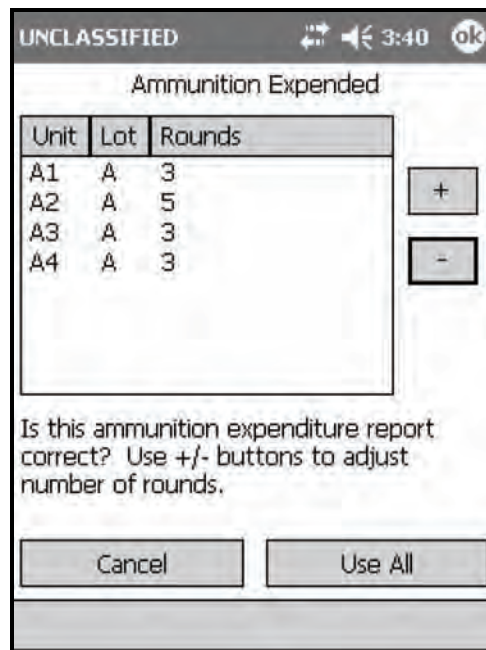 UNCLASSIFIED 3:40 ok
Ammunition Expended
Unit Lot Rounds
A1 A 3
A2 A 5
A3 A 3
A4 A 3
+
-
Is this ammunition expenditure report
correct? Use +/- buttons to adjust
number of rounds.
Cancel Use All